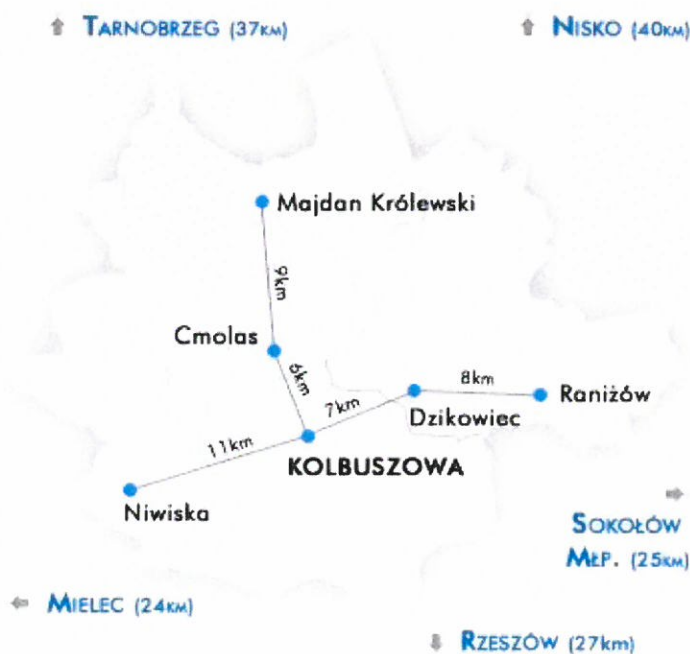 TARNOBRZEG (37KM)
NISKO (40KM)
Majdan Królewski
9km
Cmolas
6km
8km
Raniżów
7km
Dzikowiec
11km
KOLBUSZOWA
Niwiska
SOKOŁÓW
MŁP. (25KM)
MIELEC (24KM)
RZESZÓW (27km)